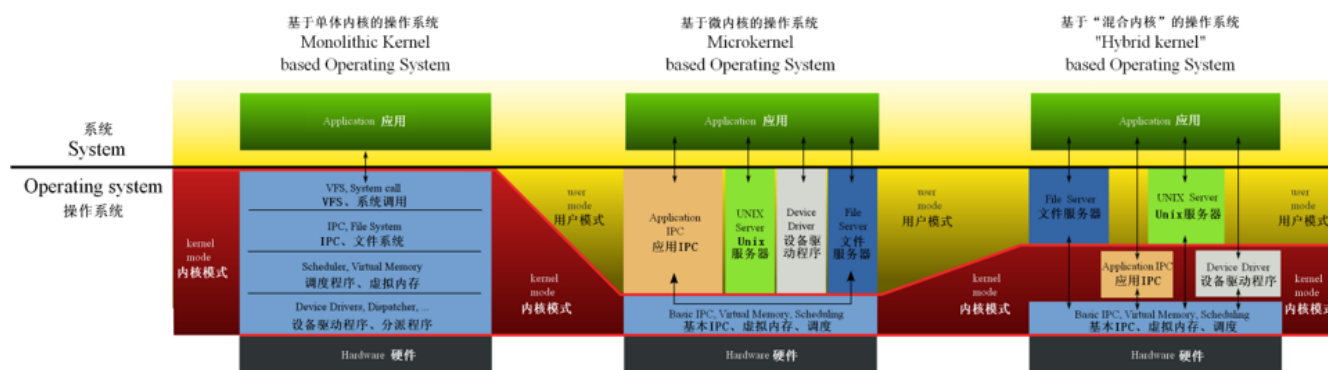 基于单体内核的操作系统
Monolithic Kernel
based Operating System
基于微内核的操作系统
Microkernel
based Operating System
基于“混合内核”的操作系统
"Hybrid kernel"
based Operating System
系统
System
Operating system
操作系统
Application 应用
VFS, System call
VFS、系统调用
IPC, File System
IPC、文件系统
Scheduler, Virtual Memory
调度程序、虚拟内存
Device Drivers, Dispatcher, ...
设备驱动程序、分派程序
Hardware 硬件
kernel
mode
内核模式
kernel
mode
内核模式
user
mode
用户模式
Application 应用
Application
IPC
应用IPC
UNIX
Server
Unix
服务器
Device
Driver
设备驱
动程序
File
Server
文件
服务器
Basic IPC, Virtual Memory, Scheduling
基本IPC、虚拟内存、调度
Hardware 硬件
user
mode
用户模式
kernel
mode
内核模式
Application 应用
File Server
文件服务器
UNIX Server
Unix服务器
Application IPC
应用IPC
Device Driver
设备驱动程序
Basic IPC, Virtual Memory, Scheduling
基本IPC、虚拟内存、调度
Hardware 硬件
user
mode
用户模式
kernel
mode
内核模式